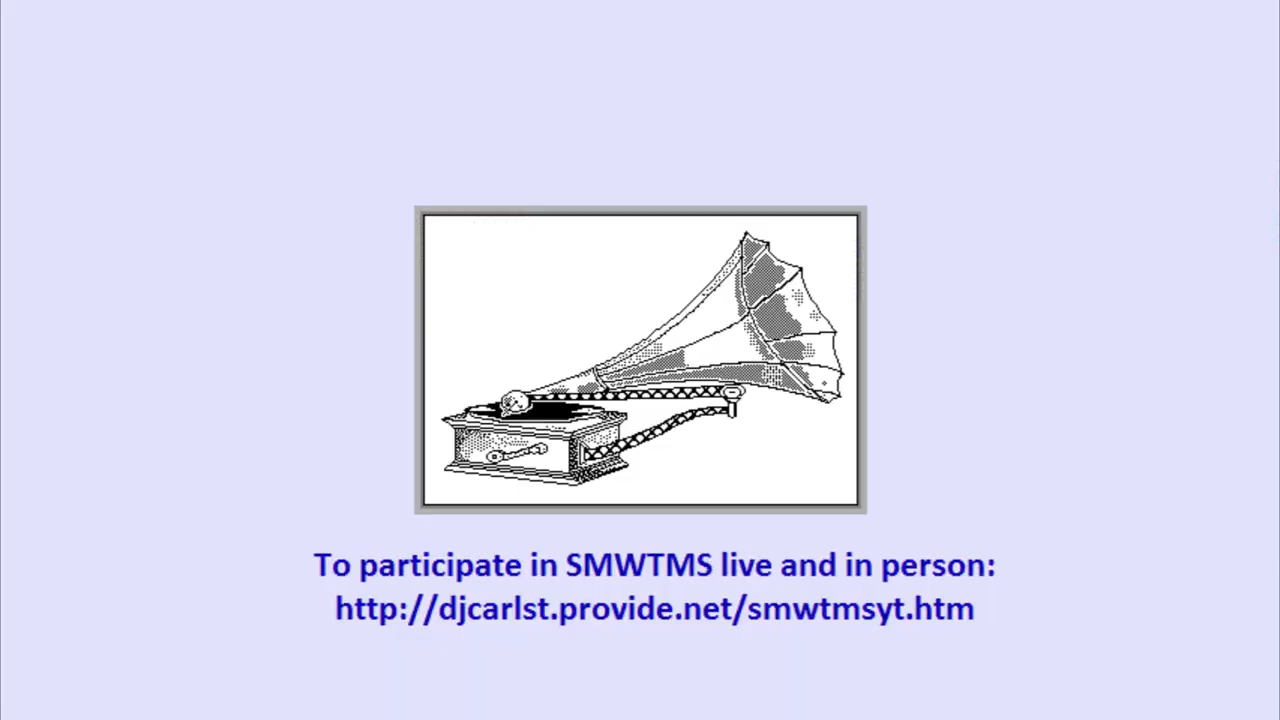 To participate in SMWTMS live and in person:
http://djcarlst.provide.net/smwtmsyt.htm